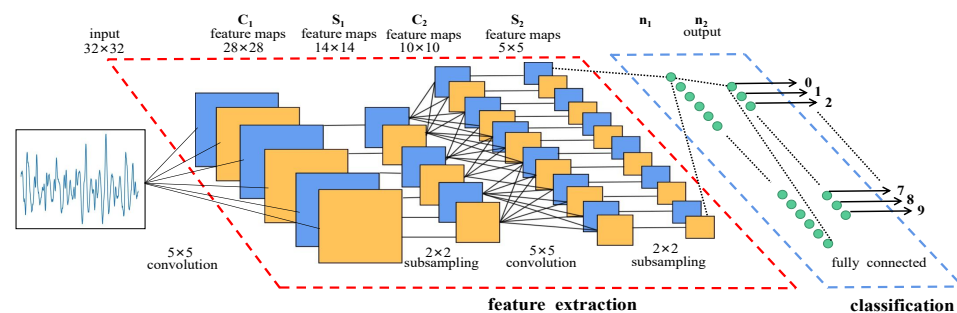 C₁ S₁ C₂ S₂ n₁ n₂
input feature maps feature maps feature maps feature maps output
32×32 28×28 14×14 10×10 5×5
0
1
2
7
8
9
5×5 2×2 5×5 2×2
convolution subsampling convolution subsampling fully connected
feature extraction classification